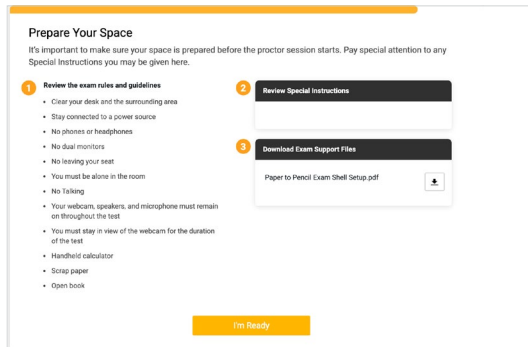 Prepare Your Space
It's important to make sure your space is prepared before the proctor session starts. Pay special attention to any
Special Instructions you may be given here.
1 Review the exam rules and guidelines
• Clear your desk and the surrounding area
• Stay connected to a power source
• No phones or headphones
• No dual monitors
• No leaving your seat
• You must be alone in the room
• No Talking
• Your webcam, speakers, and microphone must remain
on throughout the test
• You must stay in view of the webcam for the duration
of the test
• Handheld calculator
• Scrap paper
• Open book
2 Review Special Instructions
3 Download Exam Support Files
Paper to Pencil Exam Shell Setup.pdf
I'm Ready